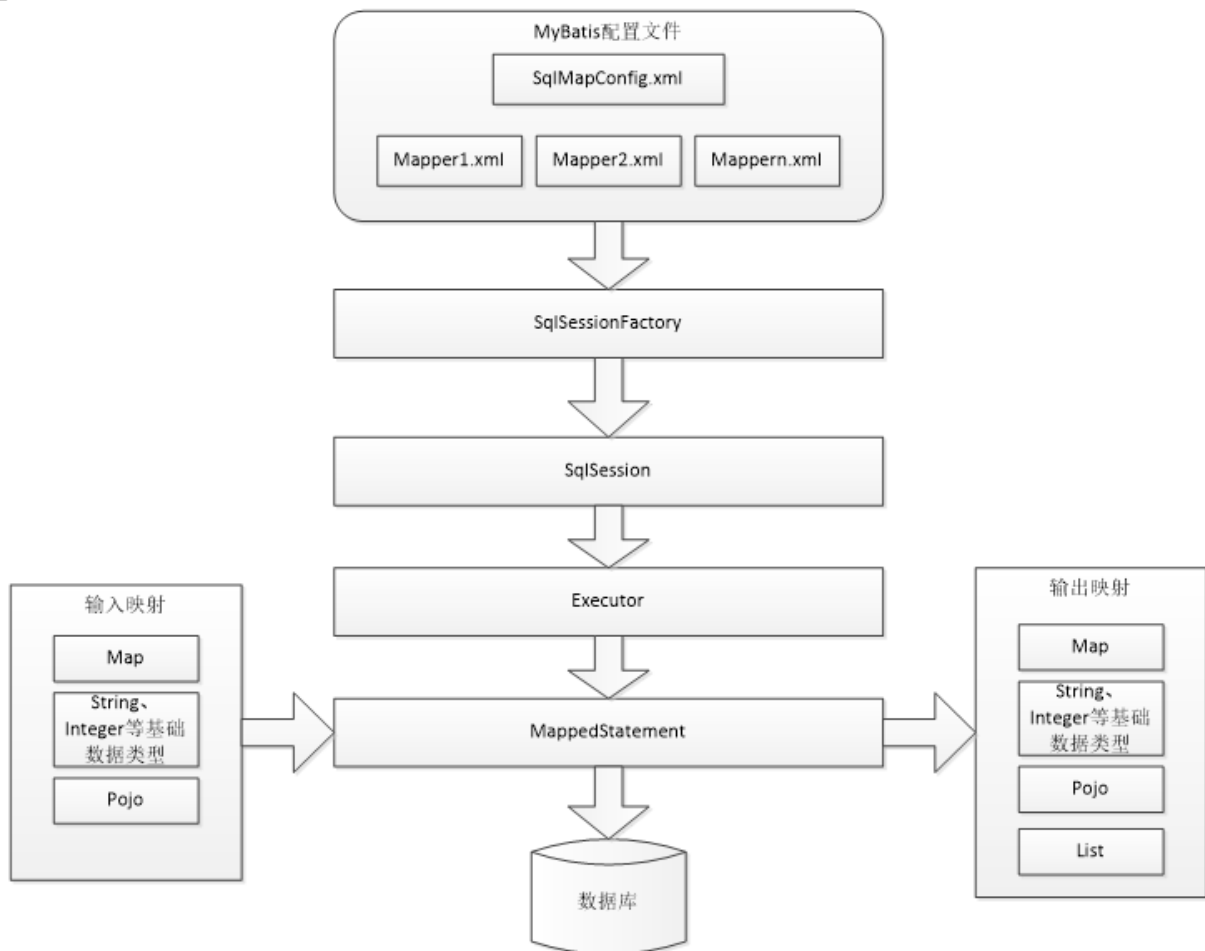 MyBatis配置文件
SqlMapConfig.xml
Mapper1.xml
Mapper2.xml
Mappern.xml
SqlSessionFactory
SqlSession
Executor
输入映射
Map
String、
Integer等基础
数据类型
Pojo
MappedStatement
输出映射
Map
String、
Integer等基础
数据类型
Pojo
List
数据库